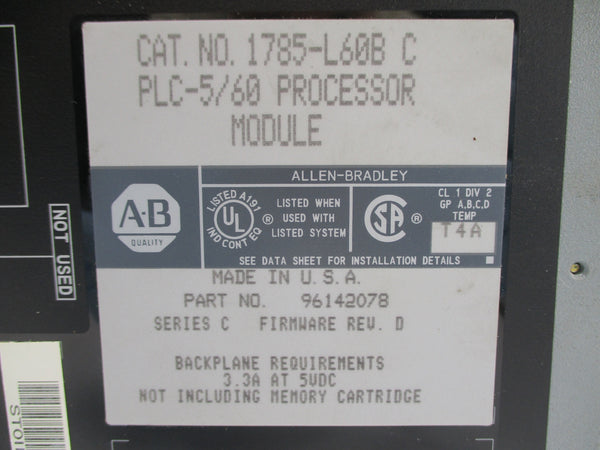 CAT. NO. 1785-L60B C
PLC-5/60 PROCESSOR
MODULE
ALLEN-BRADLEY
A-B
QUALITY
LISTED A191
UL
IND CONT EQ
®
LISTED WHEN
USED WITH
LISTED SYSTEM
SA
®
CL 1 DIV 2
GP A,B,C,D
TEMP
T4A
SEE DATA SHEET FOR INSTALLATION DETAILS
MADE IN U.S.A.
PART NO. 96142078
SERIES C FIRMWARE REV. D
BACKPLANE REQUIREMENTS
3.3A AT 5VDC
NOT INCLUDING MEMORY CARTRIDGE
NOT USED